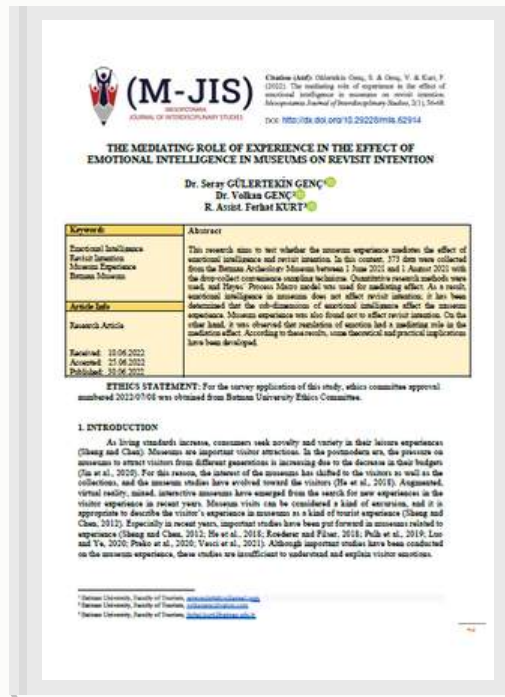 (M-JIS)
MESOPOTAMIA
JOURNAL OF INTERDISCIPLINARY STUDIES
Citation (Atıf): Gülertekin Genç, S. & Genç, V. & Kurt, F.
(2022). The mediating role of experience in the effect of
emotional intelligence in museums on revisit intention.
Mesopotamia Journal of Interdisciplinary Studies, 2(1), 56-68.
DOI: http://dx.doi.org/10.29228/mjis.62914
THE MEDIATING ROLE OF EXPERIENCE IN THE EFFECT OF
EMOTIONAL INTELLIGENCE IN MUSEUMS ON REVISIT INTENTION
Dr. Seray GÜLERTEKİN GENÇ¹
Dr. Volkan GENÇ²
R. Assist. Ferhat KURT³
Keywords
Emotional Intelligence
Revisit Intention
Museum Experience
Batman Museum
Article Info
Research Article
Received: 10.06.2022
Accepted: 25.06.2022
Published: 30.06.2022
Abstract
This research aims to test whether the museum experience mediates the effect of
emotional intelligence and revisit intention. In this context, 375 data were collected
from the Batman Archeology Museum between 1 June 2021 and 1 August 2021 with
the drop-collect convenience sampling technique. Quantitative research methods were
used, and Hayes' Process Macro model was used for mediating effect. As a result,
emotional intelligence in museums does not affect revisit intention; it has been
determined that the sub-dimensions of emotional intelligence affect the museum
experience. Museum experience was also found not to affect revisit intention. On the
other hand, it was observed that regulation of emotion had a mediating role in the
mediation effect. According to these results, some theoretical and practical implications
have been developed.
ETHICS STATEMENT: For the survey application of this study, ethics committee approval
numbered 2022/07/08 was obtained from Batman University Ethics Committee.
1. INTRODUCTION
As living standards increase, consumers seek novelty and variety in their leisure experiences
(Sheng and Chen). Museums are important visitor attractions. In the postmodern era, the pressure on
museums to attract visitors from different generations is increasing due to the decrease in their budgets
(Jin et al., 2020). For this reason, the interest of the museums has shifted to the visitors as well as the
collections, and the museum studies have evolved toward the visitors (He et al., 2018). Augmented,
virtual reality, mixed, interactive museums have emerged from the search for new experiences in the
visitor experience in recent years. Museum visits can be considered a kind of excursion, and it is
appropriate to describe the visitor's experience in museums as a kind of tourist experience (Sheng and
Chen, 2012). Especially in recent years, important studies have been put forward in museums related to
experience (Sheng and Chen, 2012; He et al., 2018; Roederer and Filser, 2018; Pulh et al., 2019; Luo
and Ye, 2020; Prako et al., 2020; Vesci et al., 2021). Although important studies have been conducted
on the museum experience, these studies are insufficient to understand and explain visitor emotions.
¹ Batman University, Faculty of Tourism,
² Batman University, Faculty of Tourism,
³ Batman University, Faculty of Tourism,